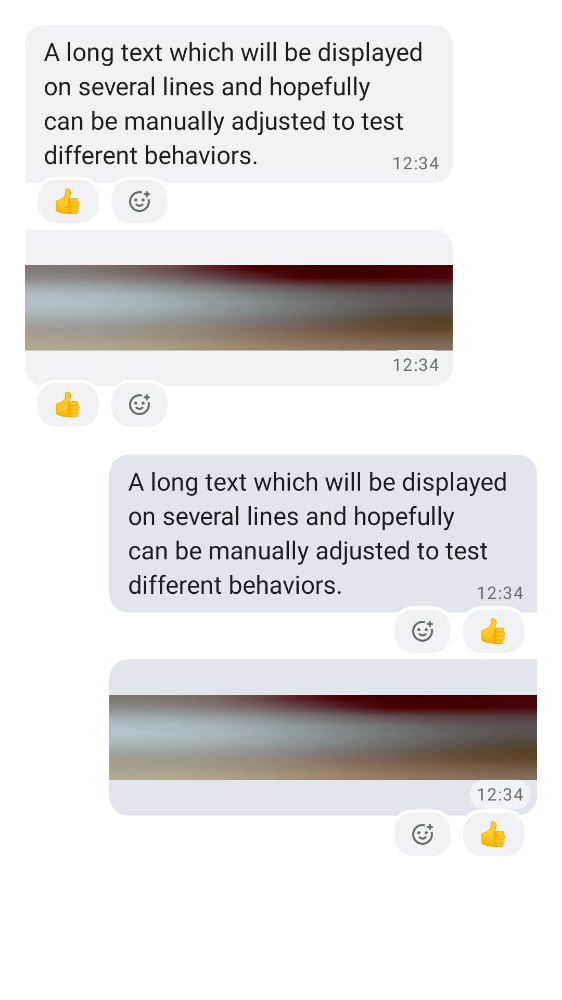 A long text which will be displayed
on several lines and hopefully
can be manually adjusted to test
different behaviors.
12:34
12:34
A long text which will be displayed
on several lines and hopefully
can be manually adjusted to test
different behaviors.
12:34
12:34